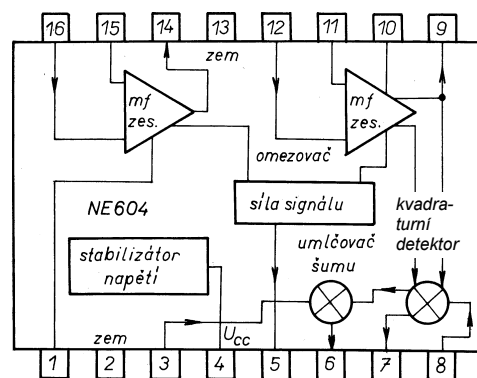 16 15 14 13 12 11 10 9
zem
mf
zes.
mf
zes.
omezovač
NE604
síla signálu
kvadra-
turní
detektor
umlčovač
šumu
stabilizátor
napětí
zem
U_CC
1 2 3 4 5 6 7 8